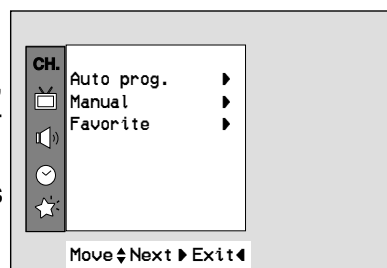 CH.
Auto prog. ▶
Manual ▶
Favorite ▶
Move ▲▼ Next ▶ Exit ◀